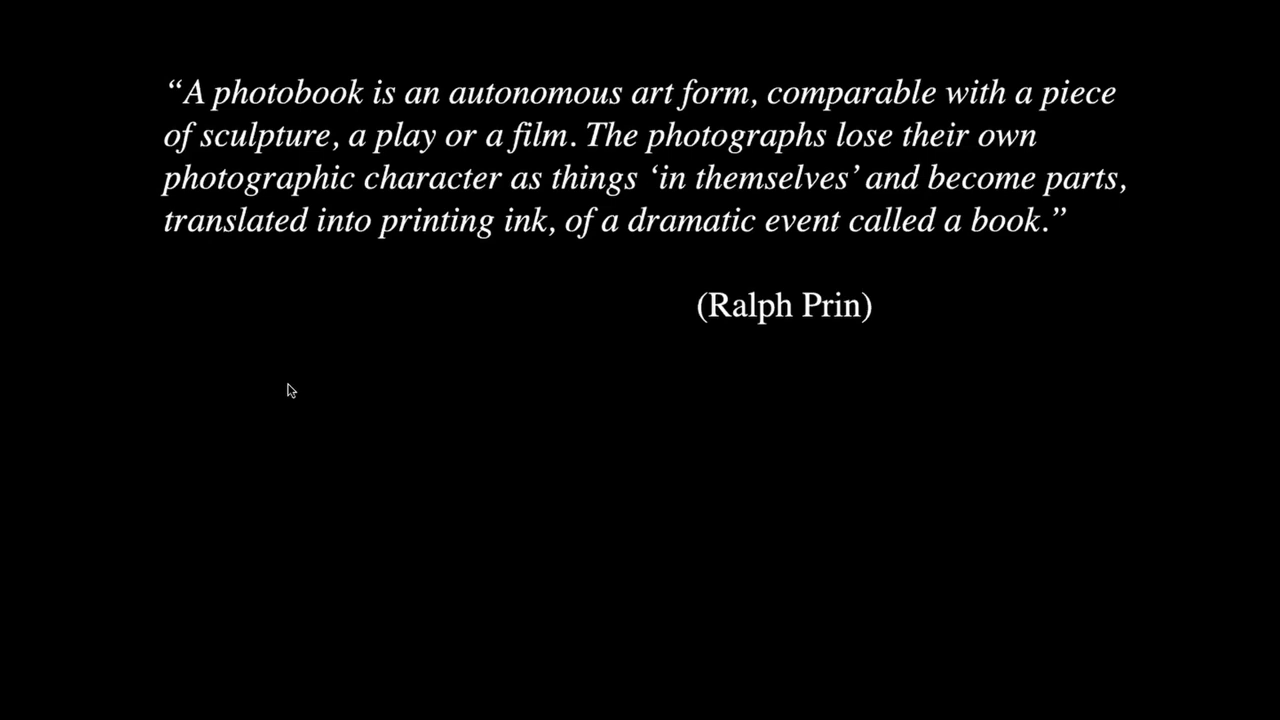 “A photobook is an autonomous art form, comparable with a piece
of sculpture, a play or a film. The photographs lose their own
photographic character as things ‘in themselves’ and become parts,
translated into printing ink, of a dramatic event called a book.”
(Ralph Prin)